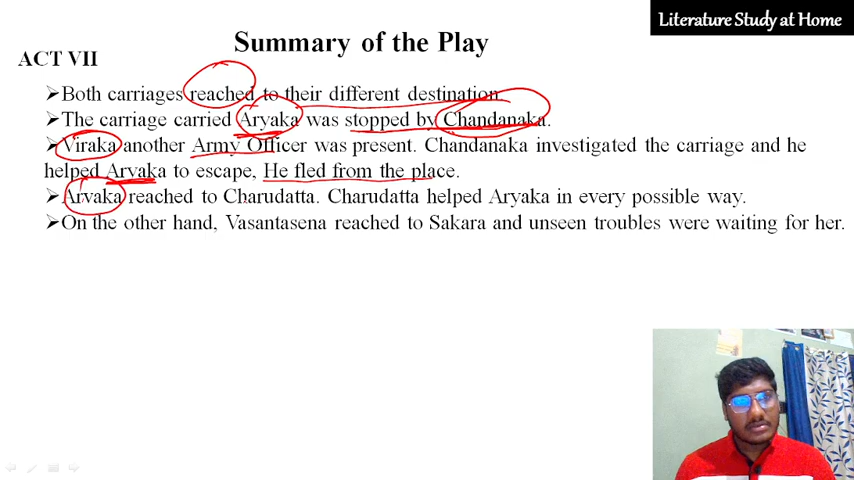 Literature Study at Home
Summary of the Play
ACT VII
➢Both carriages reached to their different destination.
➢The carriage carried Aryaka was stopped by Chandanaka.
➢Viraka another Army Officer was present. Chandanaka investigated the carriage and he
helped Aryaka to escape, He fled from the place.
➢Aryaka reached to Charudatta. Charudatta helped Aryaka in every possible way.
➢On the other hand, Vasantasena reached to Sakara and unseen troubles were waiting for her.